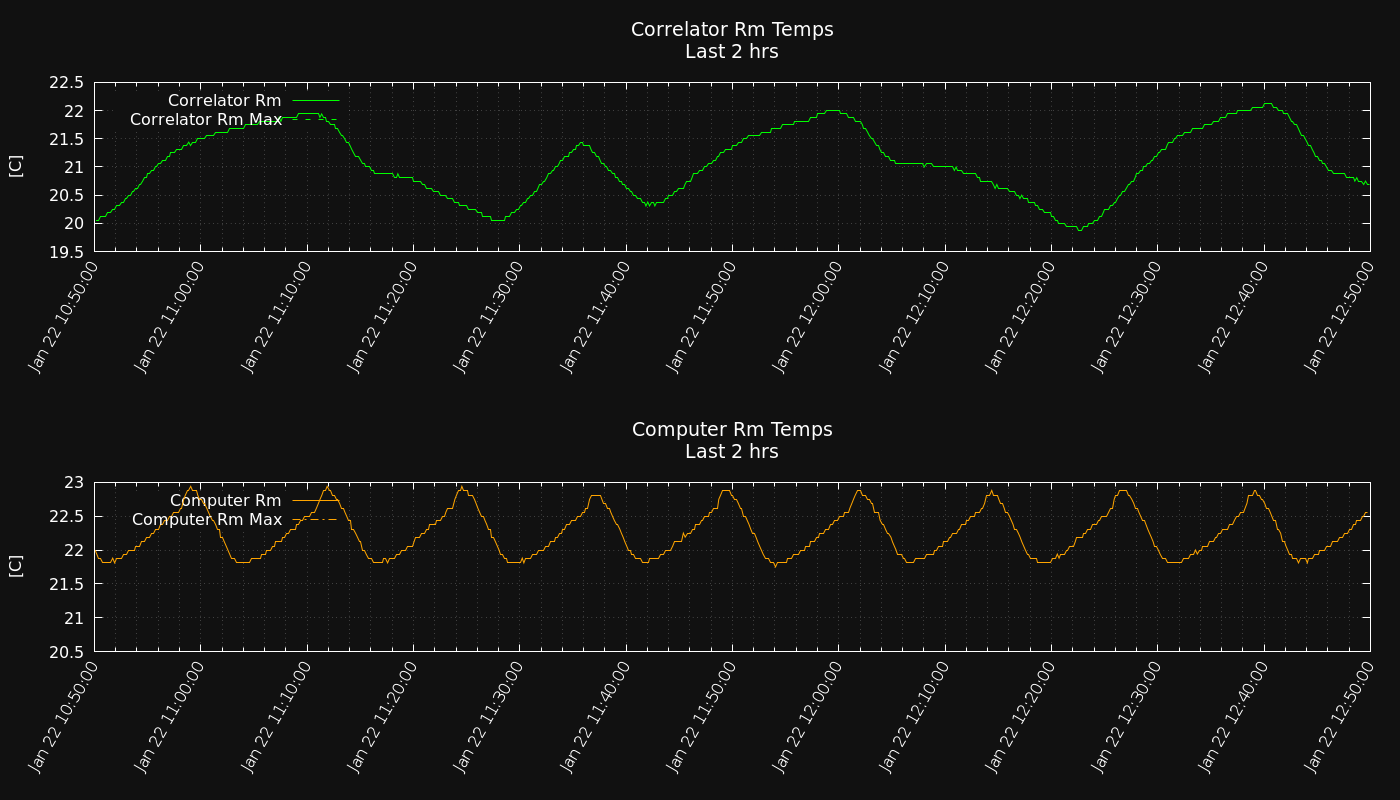 Correlator Rm Temps
Last 2 hrs
22.5
22
21.5
21
20.5
20
19.5
[C]
Correlator Rm
Correlator Rm Max
Jan 22 10:50:00
Jan 22 11:00:00
Jan 22 11:10:00
Jan 22 11:20:00
Jan 22 11:30:00
Jan 22 11:40:00
Jan 22 11:50:00
Jan 22 12:00:00
Jan 22 12:10:00
Jan 22 12:20:00
Jan 22 12:30:00
Jan 22 12:40:00
Jan 22 12:50:00
Computer Rm Temps
Last 2 hrs
23
22.5
22
21.5
21
20.5
[C]
Computer Rm
Computer Rm Max
Jan 22 10:50:00
Jan 22 11:00:00
Jan 22 11:10:00
Jan 22 11:20:00
Jan 22 11:30:00
Jan 22 11:40:00
Jan 22 11:50:00
Jan 22 12:00:00
Jan 22 12:10:00
Jan 22 12:20:00
Jan 22 12:30:00
Jan 22 12:40:00
Jan 22 12:50:00